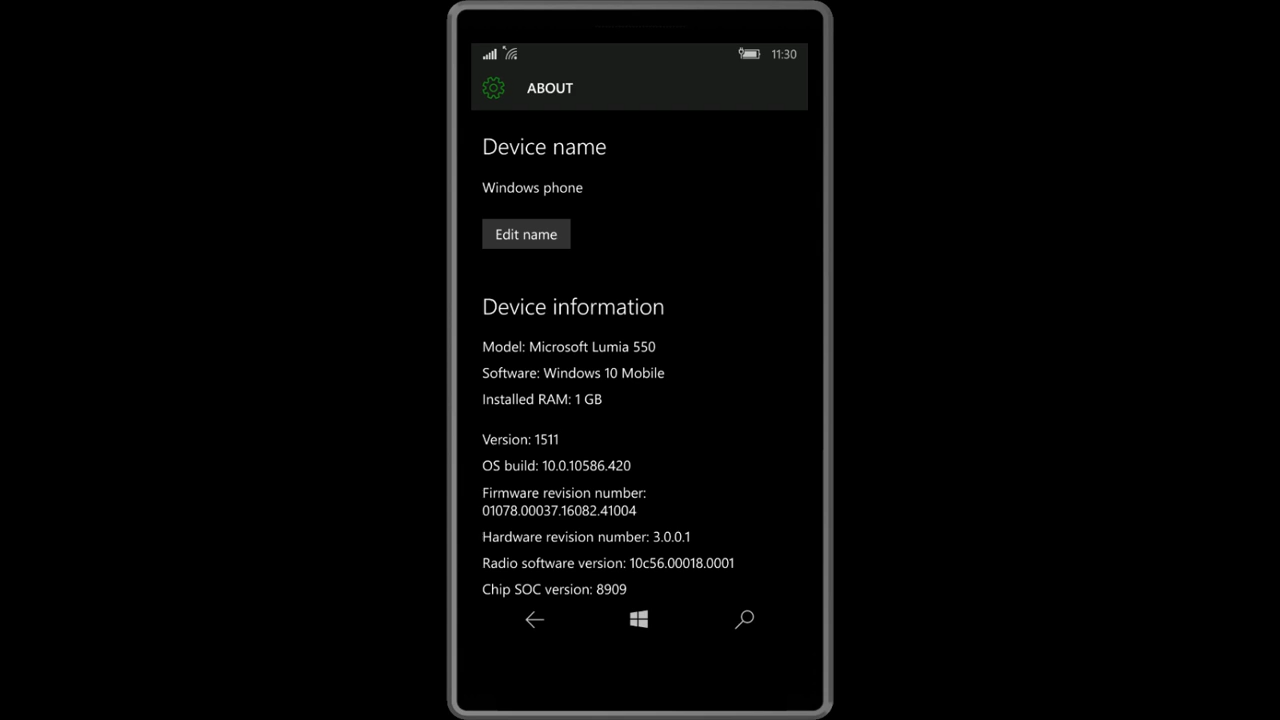 11:30
ABOUT
Device name
Windows phone
Edit name
Device information
Model: Microsoft Lumia 550
Software: Windows 10 Mobile
Installed RAM: 1 GB
Version: 1511
OS build: 10.0.10586.420
Firmware revision number:
01078.00037.16082.41004
Hardware revision number: 3.0.0.1
Radio software version: 10c56.00018.0001
Chip SOC version: 8909